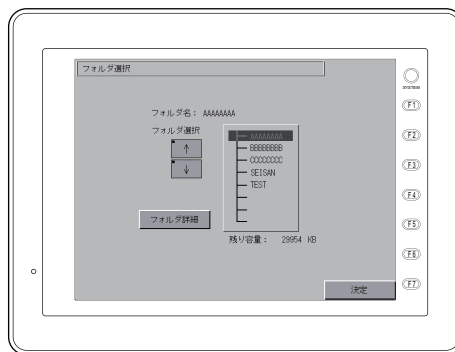 フォルダ選択
SYSTEM
フォルダ名: AAAAAAAA
F1
フォルダ選択
AAAAAAAA
F2
↑
BBBBBBBB
CCCCCCCC
F3
↓
SEISAN
TEST
F4
フォルダ詳細
F5
残り容量: 29954 KB
F6
決定
F7